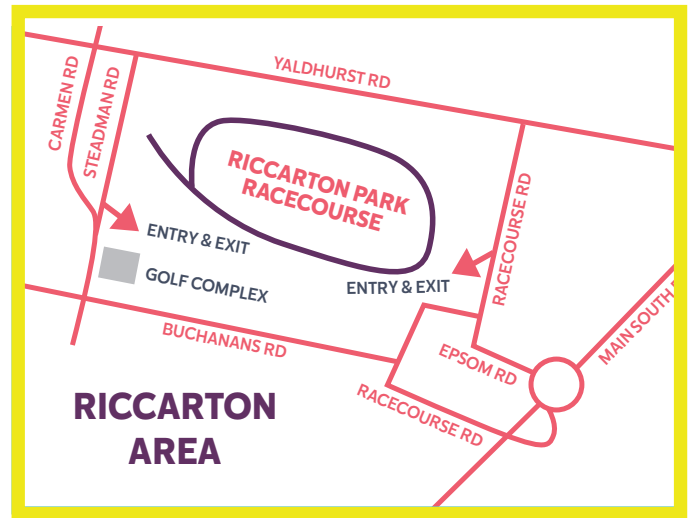 YALDHURST RD
CARMEN RD
STEADMAN RD
RICCARTON PARK
RACECOURSE
RACECOURSE RD
ENTRY & EXIT
GOLF COMPLEX
ENTRY & EXIT
MAIN SOUTH
BUCHANANS RD
EPSOM RD
RACECOURSE RD
RICCARTON
AREA